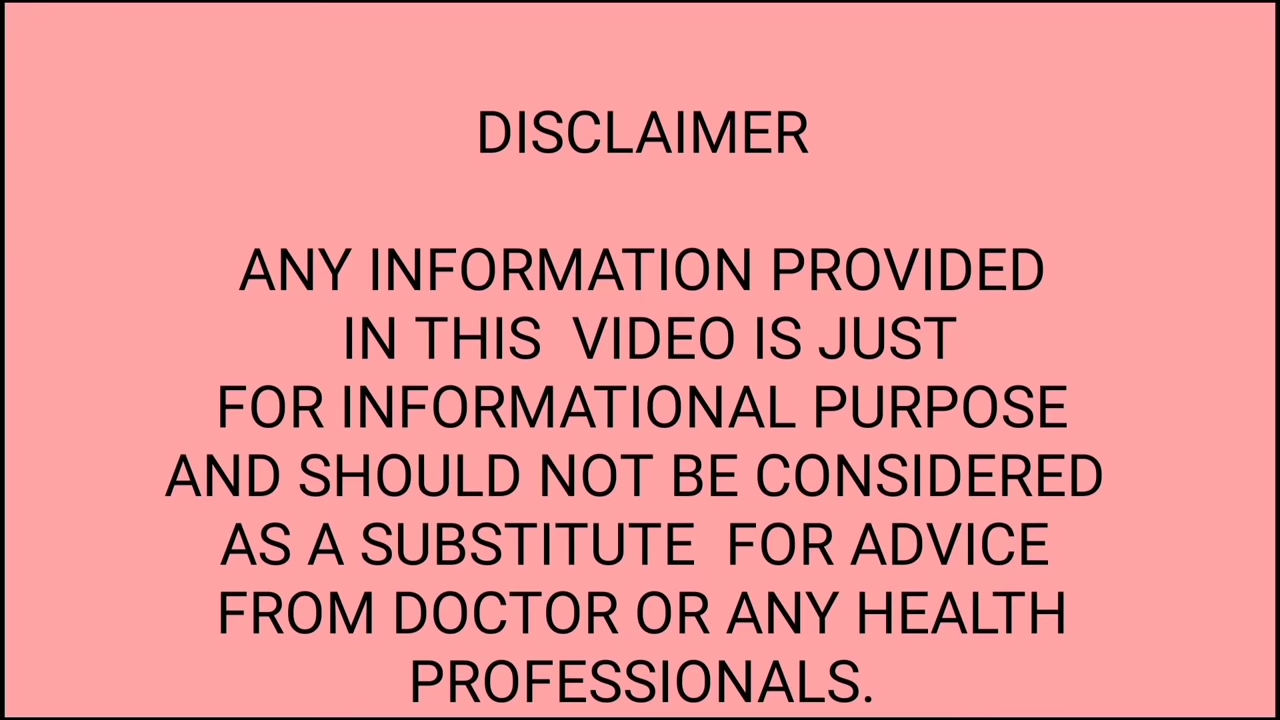 DISCLAIMER
ANY INFORMATION PROVIDED
IN THIS  VIDEO IS JUST
FOR INFORMATIONAL PURPOSE
AND SHOULD NOT BE CONSIDERED
AS A SUBSTITUTE  FOR ADVICE
FROM DOCTOR OR ANY HEALTH
PROFESSIONALS.